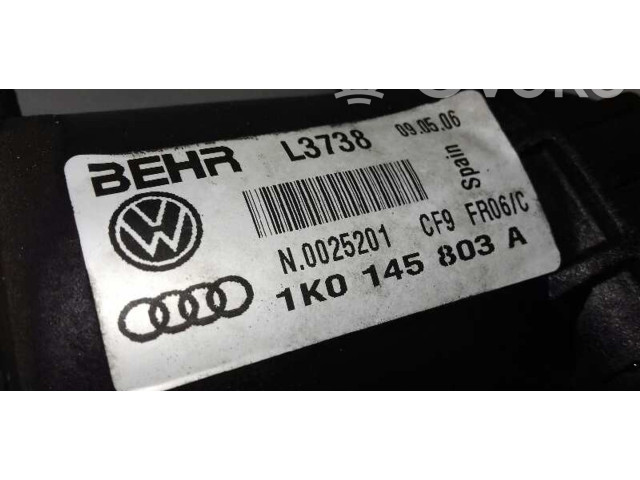 BEHR L3738 09.05.06
Spain
N.0025201 CF9 FR06/C
1K0 145 803 A